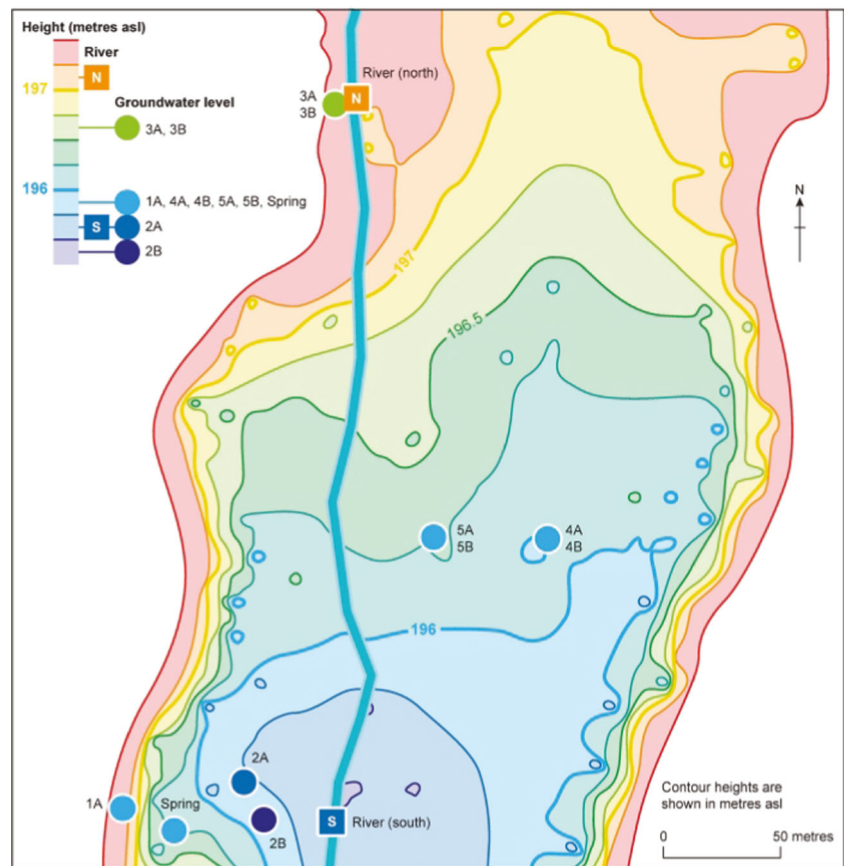 Height (metres asl)
River
N
197
Groundwater level
3A, 3B
196
1A, 4A, 4B, 5A, 5B, Spring
S
2A
2B
River (north)
3A
3B
N
N
197
196.5
5A
5B
4A
4B
196
2A
1A
Spring
2B
S
River (south)
Contour heights are
shown in metres asl
0
50 metres